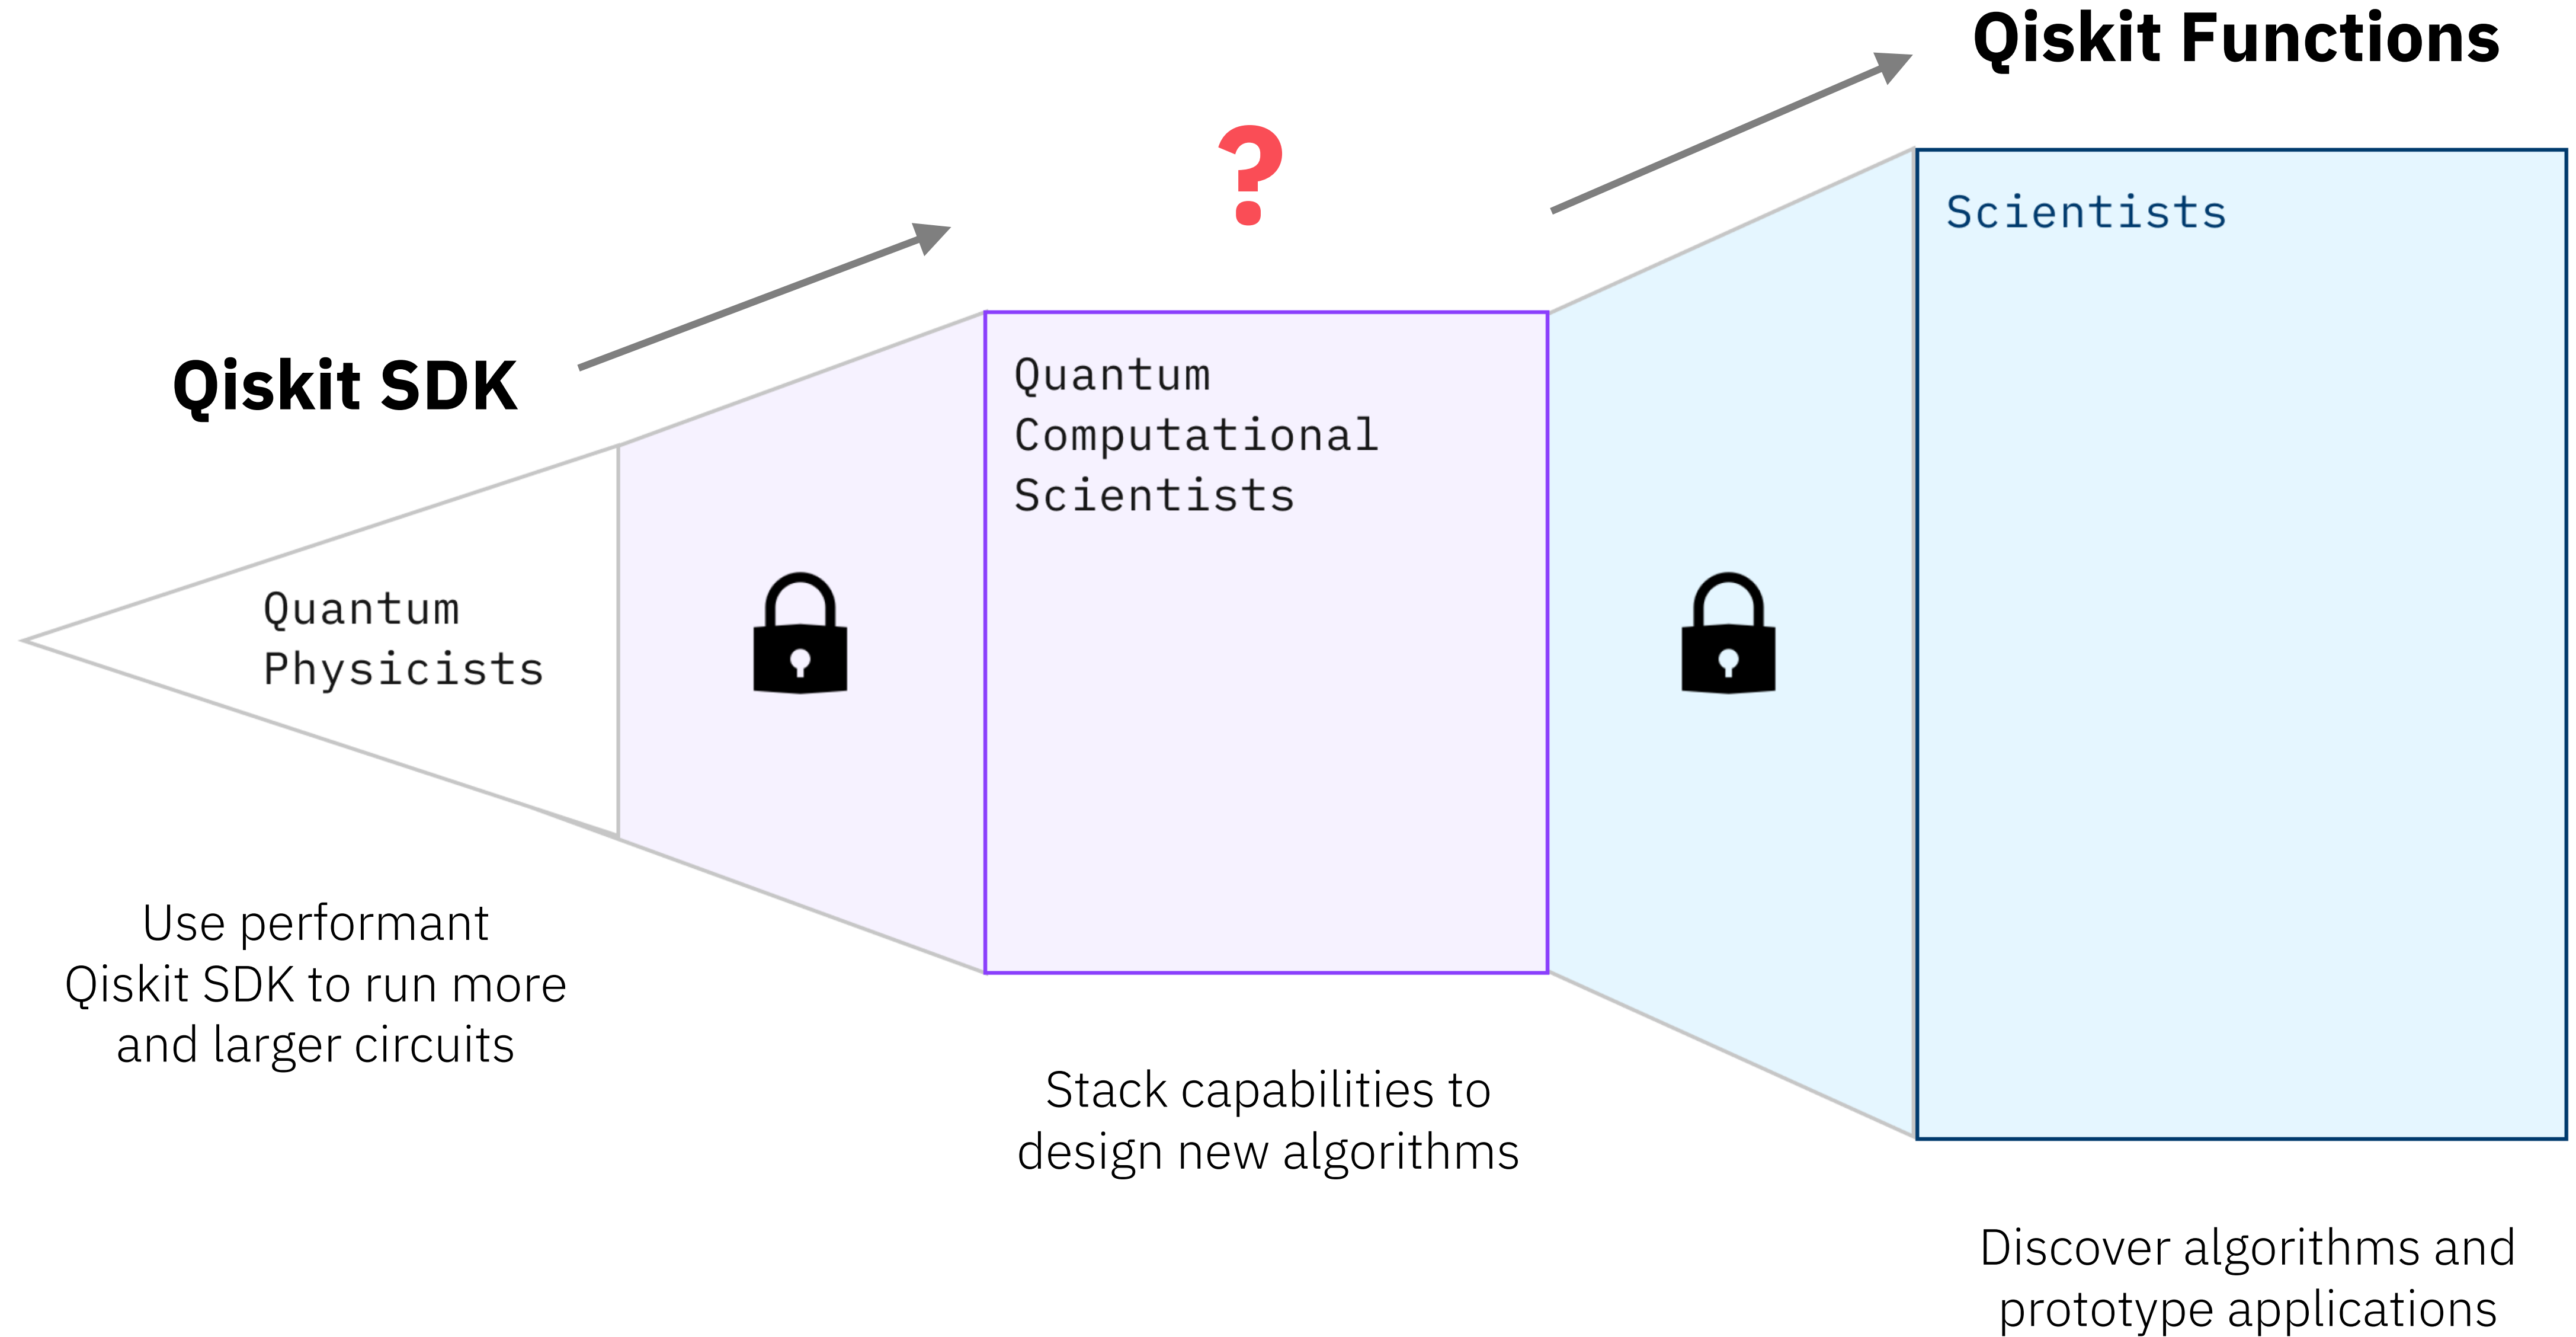 Qiskit SDK
Quantum
Physicists
Use performant
Qiskit SDK to run more
and larger circuits
?
Quantum
Computational
Scientists
Stack capabilities to
design new algorithms
Qiskit Functions
Scientists
Discover algorithms and
prototype applications